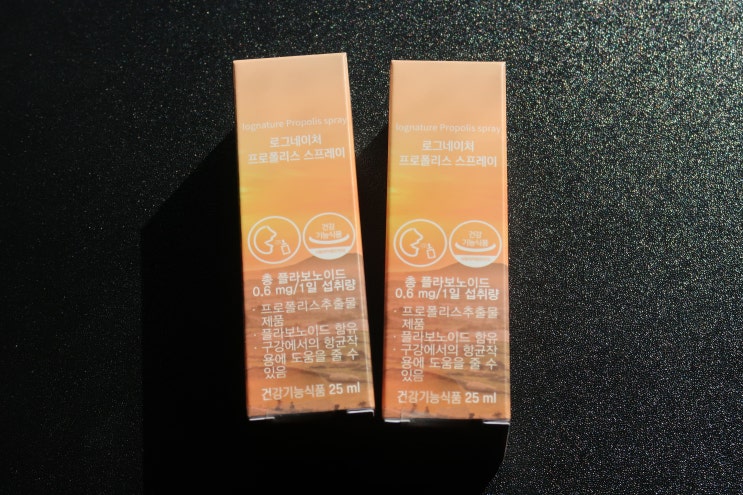 lognature Propolis spray
로그네이처
프로폴리스 스프레이
건강
기능식품
총 플라보노이드
0.6 mg/1일 섭취량
· 프로폴리스추출물
제품
· 플라보노이드 함유
· 구강에서의 항균작
용에 도움을 줄 수
있음
건강기능식품 25 ml
lognature Propolis spray
로그네이처
프로폴리스 스프레이
건강
기능식품
총 플라보노이드
0.6 mg/1일 섭취량
· 프로폴리스추출물
제품
· 플라보노이드 함유
· 구강에서의 항균작
용에 도움을 줄 수
있음
건강기능식품 25 ml